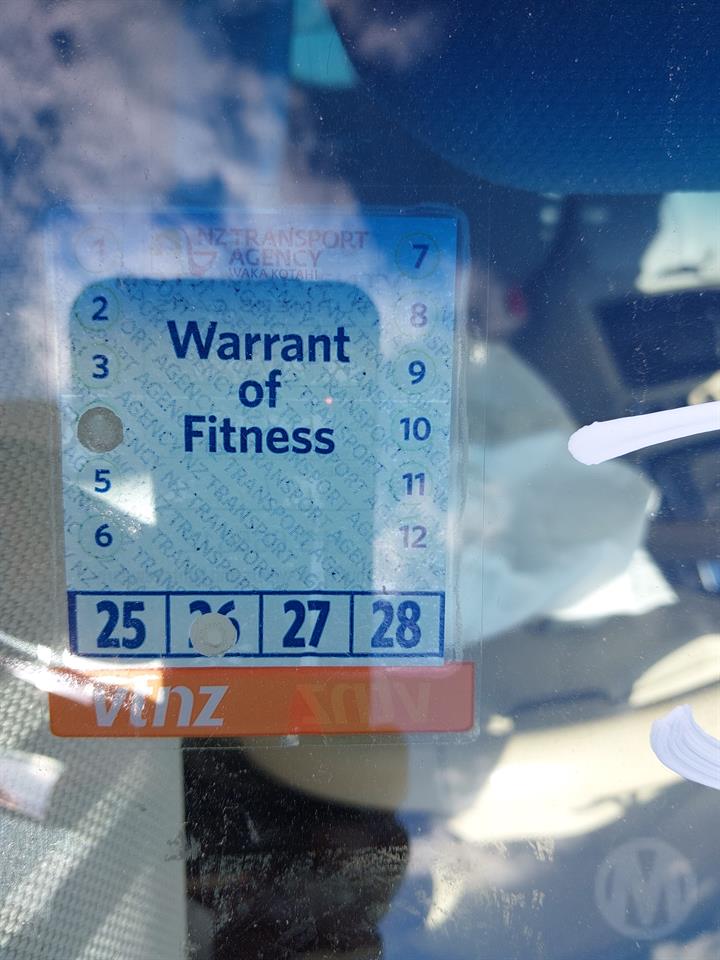 NZ TRANSPORT
AGENCY
WAKA KOTAHI
1
2
3
5
6
7
8
9
10
11
12
Warrant
of
Fitness
25 26 27 28
vtnz
M